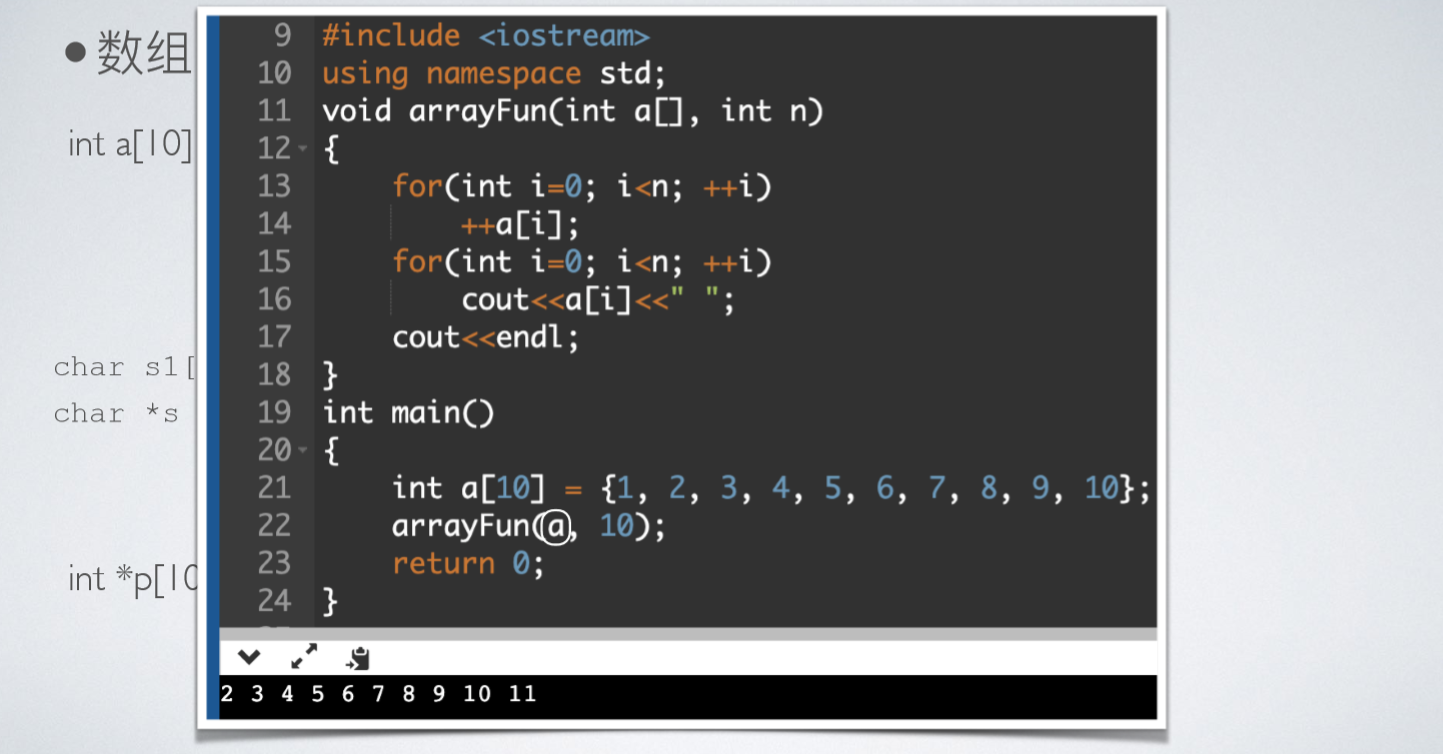 •数组
int a[10]
char s1[
char *s
int *p[10
9 #include <iostream>
10 using namespace std;
11 void arrayFun(int a[], int n)
12 {
13 for(int i=0; i<n; ++i)
14 ++a[i];
15 for(int i=0; i<n; ++i)
16 cout<<a[i]<<" ";
17 cout<<endl;
18 }
19 int main()
20 {
21 int a[10] = {1, 2, 3, 4, 5, 6, 7, 8, 9, 10};
22 arrayFun(a, 10);
23 return 0;
24 }
2 3 4 5 6 7 8 9 10 11